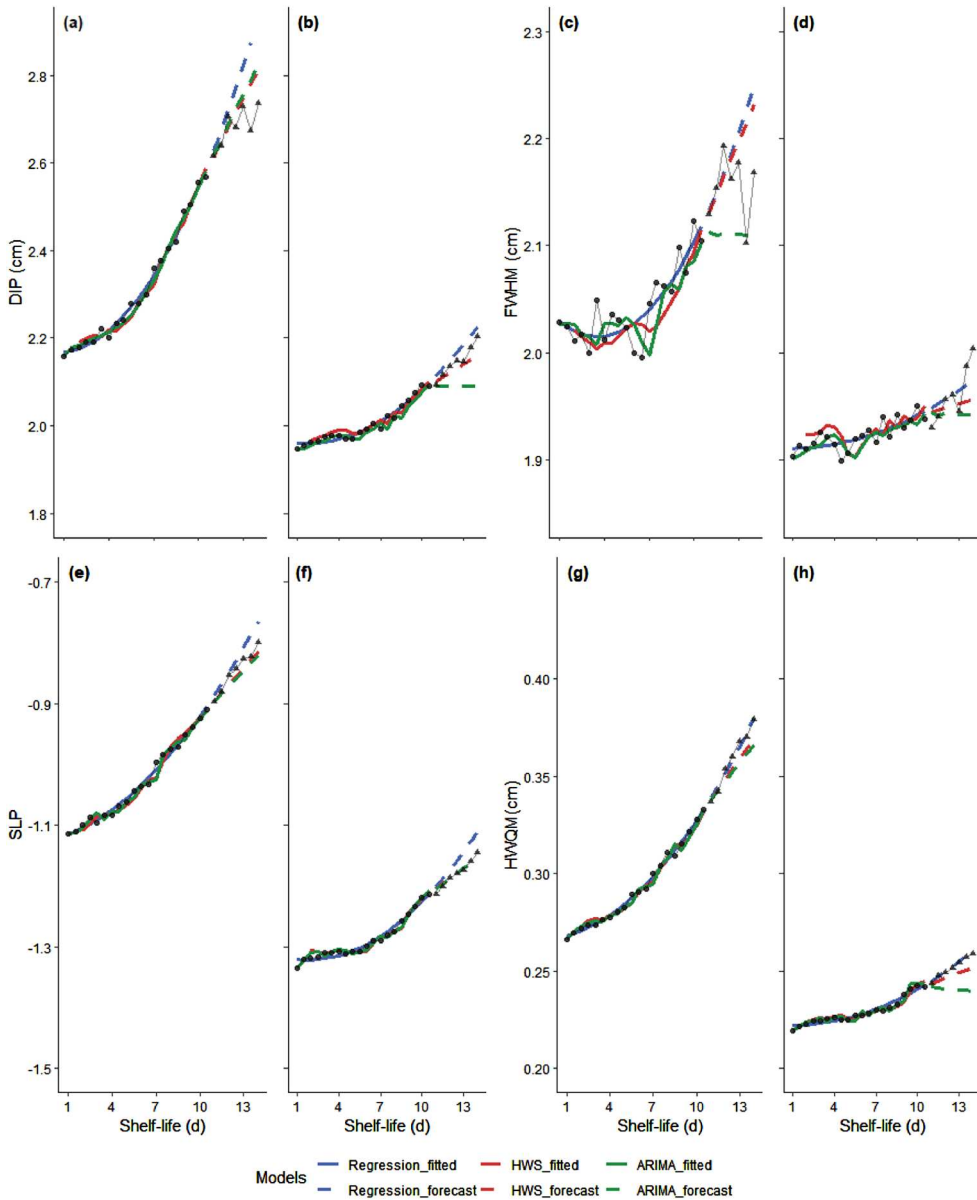 (a) (b) (c) (d)
2.8
2.6
2.4
2.2
2.0
1.8
DIP (cm)
2.3
2.2
2.1
2.0
1.9
FWHM (cm)
(e) (f) (g) (h)
-0.7
-0.9
-1.1
-1.3
-1.5
SLP
0.40
0.35
0.30
0.25
0.20
HWQM (cm)
1 4 7 10 13 1 4 7 10 13 1 4 7 10 13 1 4 7 10 13
Shelf-life (d) Shelf-life (d) Shelf-life (d) Shelf-life (d)
Models Regression_fitted HWS_fitted ARIMA_fitted
Regression_forecast HWS_forecast ARIMA_forecast